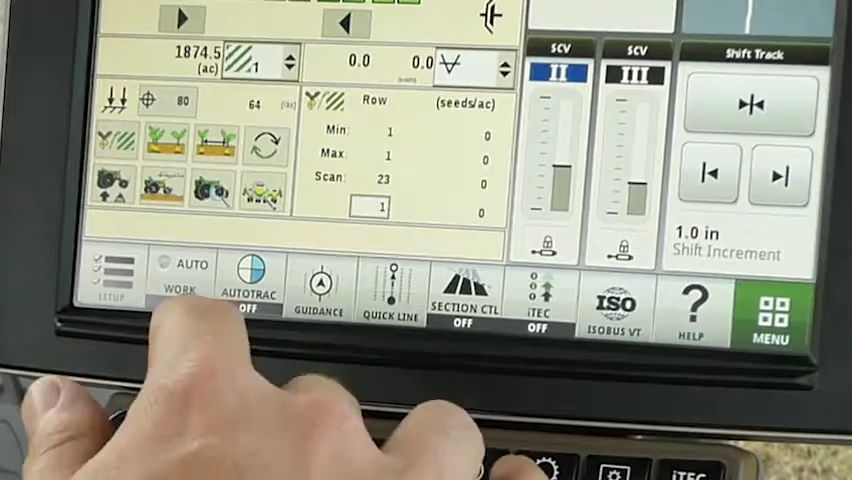 1874.5
(ac)
1
0.0
0.0
80
64
Row
(seeds/ac)
Min:
1
0
Max:
1
0
Scan:
23
0
1
0
SCV
II
SCV
III
Shift Track
1.0 in
Shift Increment
SETUP
AUTO
WORK
AUTOTRAC
OFF
GUIDANCE
QUICK LINE
SECTION CTL
OFF
iTEC
OFF
ISO
ISOBUS VT
?
HELP
MENU
iTEC